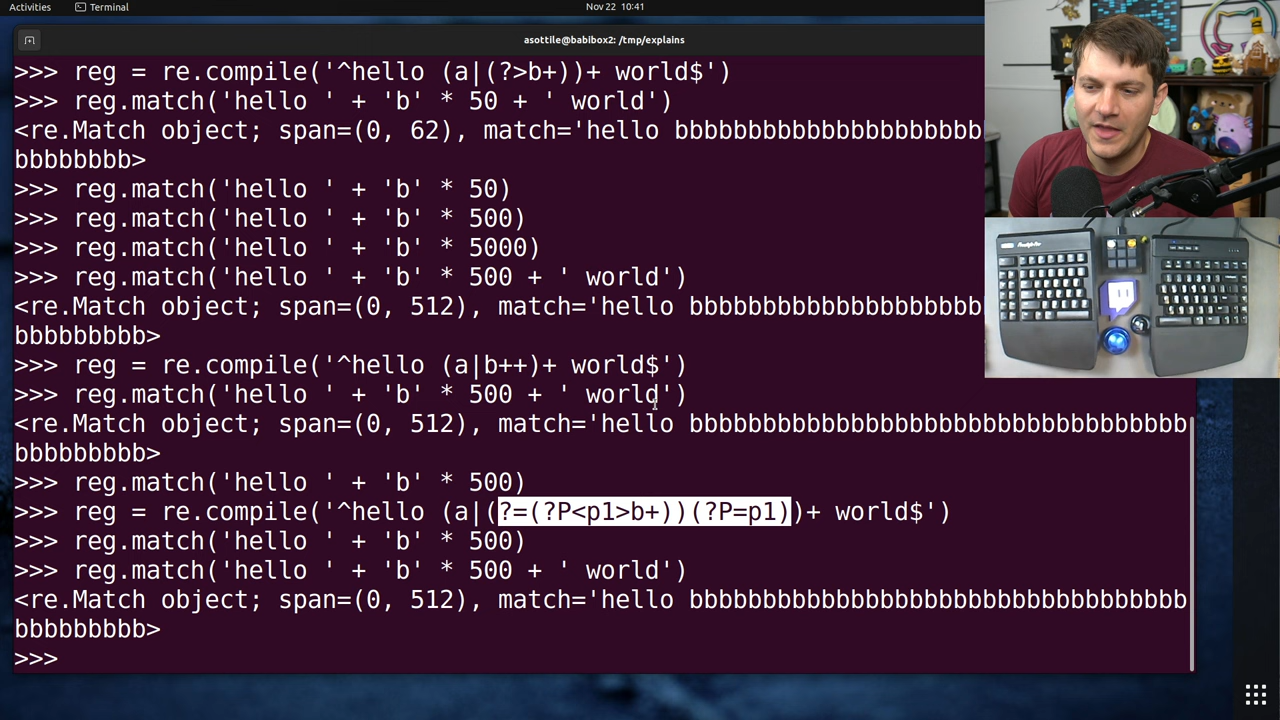 Activities
Terminal
Nov 22 10:41
asottile@babibox2: /tmp/explains
>>> reg = re.compile('^hello (a|(?>b+))+ world$')
>>> reg.match('hello ' + 'b' * 50 + ' world')
<re.Match object; span=(0, 62), match='hello bbbbbbbbbbbbbbbbbbbbb
bbbbbbbb>
>>> reg.match('hello ' + 'b' * 50)
>>> reg.match('hello ' + 'b' * 500)
>>> reg.match('hello ' + 'b' * 5000)
>>> reg.match('hello ' + 'b' * 500 + ' world')
<re.Match object; span=(0, 512), match='hello bbbbbbbbbbbbbbbbbbbb
bbbbbbbbb>
>>> reg = re.compile('^hello (a|b++)+ world$')
>>> reg.match('hello ' + 'b' * 500 + ' world')
<re.Match object; span=(0, 512), match='hello bbbbbbbbbbbbbbbbbbbbbbbbbbbbbbbbbb
bbbbbbbbb>
>>> reg.match('hello ' + 'b' * 500)
>>> reg = re.compile('^hello (a|(?=(?P<p1>b+))(?P=p1))+ world$')
>>> reg.match('hello ' + 'b' * 500)
>>> reg.match('hello ' + 'b' * 500 + ' world')
<re.Match object; span=(0, 512), match='hello bbbbbbbbbbbbbbbbbbbbbbbbbbbbbbbbbb
bbbbbbbbb>
>>>